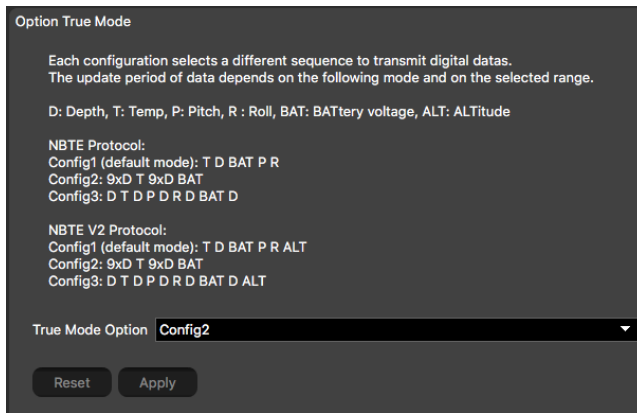 Option True Mode
Each configuration selects a different sequence to transmit digital datas.
The update period of data depends on the following mode and on the selected range.
D: Depth, T: Temp, P: Pitch, R : Roll, BAT: BATtery voltage, ALT: ALTitude
NBTE Protocol:
Config1 (default mode): T D BAT P R
Config2: 9xD T 9xD BAT
Config3: D T D P D R D BAT D
NBTE V2 Protocol:
Config1 (default mode): T D BAT P R ALT
Config2: 9xD T 9xD BAT
Config3: D T D P D R D BAT D ALT
True Mode Option Config2
Reset Apply